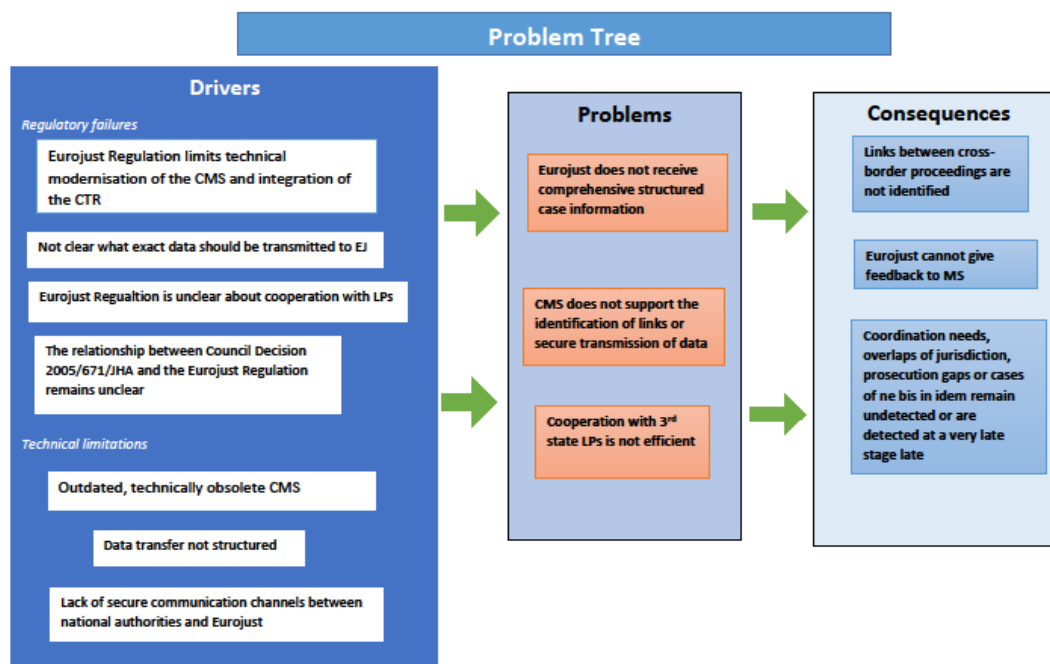 Problem Tree
Drivers
Regulatory failures
Eurojust Regulation limits technical
modernisation of the CMS and integration of
the CTR
Not clear what exact data should be transmitted to EJ
Eurojust Regualtion is unclear about cooperation with LPs
The relationship between Council Decision
2005/671/JHA and the Eurojust Regulation
remains unclear
Technical limitations
Outdated, technically obsolete CMS
Data transfer not structured
Lack of secure communication channels between
national authorities and Eurojust
Problems
Eurojust does not receive
comprehensive structured
case information
CMS does not support the
identification of links or
secure transmission of data
Cooperation with 3rd
state LPs is not efficient
Consequences
Links between cross-
border proceedings are
not identified
Eurojust cannot give
feedback to MS
Coordination needs,
overlaps of jurisdiction,
prosecution gaps or cases
of ne bis in idem remain
undetected or are
detected at a very late
stage late